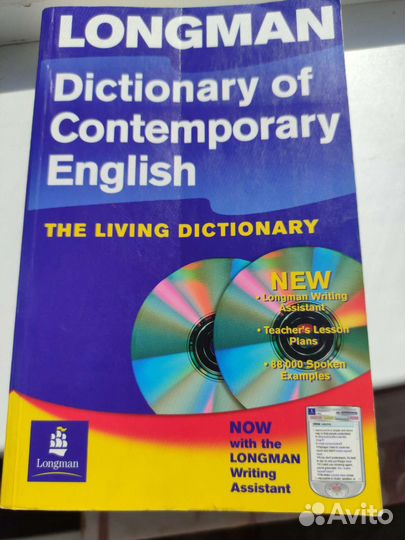 LONGMAN
Dictionary of
Contemporary
English
THE LIVING DICTIONARY
NEW
• Longman Writing
Assistant
• Teacher's Lesson
Plans
• 88,000 Spoken
Examples
NOW
with the
LONGMAN
Writing
Assistant
Longman
Avito